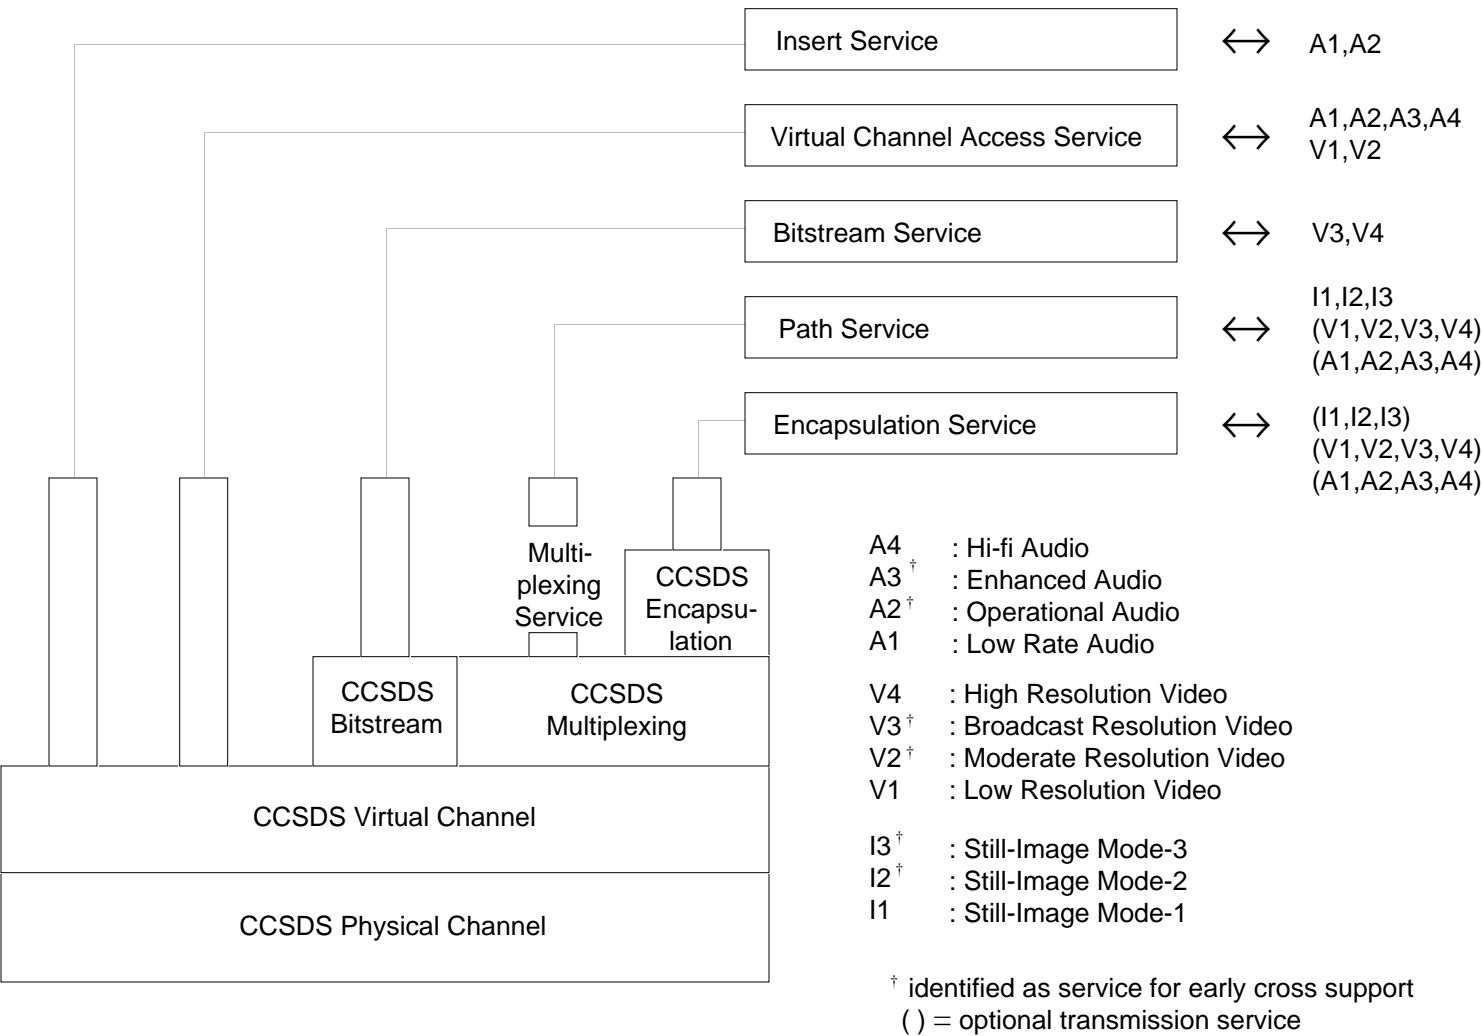 Insert Service ↔ A1,A2
Virtual Channel Access Service ↔ A1,A2,A3,A4
V1,V2
Bitstream Service ↔ V3,V4
Path Service ↔ I1,I2,I3
(V1,V2,V3,V4)
(A1,A2,A3,A4)
Encapsulation Service ↔ (I1,I2,I3)
(V1,V2,V3,V4)
(A1,A2,A3,A4)
Multi-
plexing
Service
CCSDS
Encapsu-
lation
CCSDS
Bitstream
CCSDS
Multiplexing
CCSDS Virtual Channel
CCSDS Physical Channel
A4 : Hi-fi Audio
A3 † : Enhanced Audio
A2 † : Operational Audio
A1 : Low Rate Audio
V4 : High Resolution Video
V3 † : Broadcast Resolution Video
V2 † : Moderate Resolution Video
V1 : Low Resolution Video
I3 † : Still-Image Mode-3
I2 † : Still-Image Mode-2
I1 : Still-Image Mode-1
† identified as service for early cross support
( ) = optional transmission service